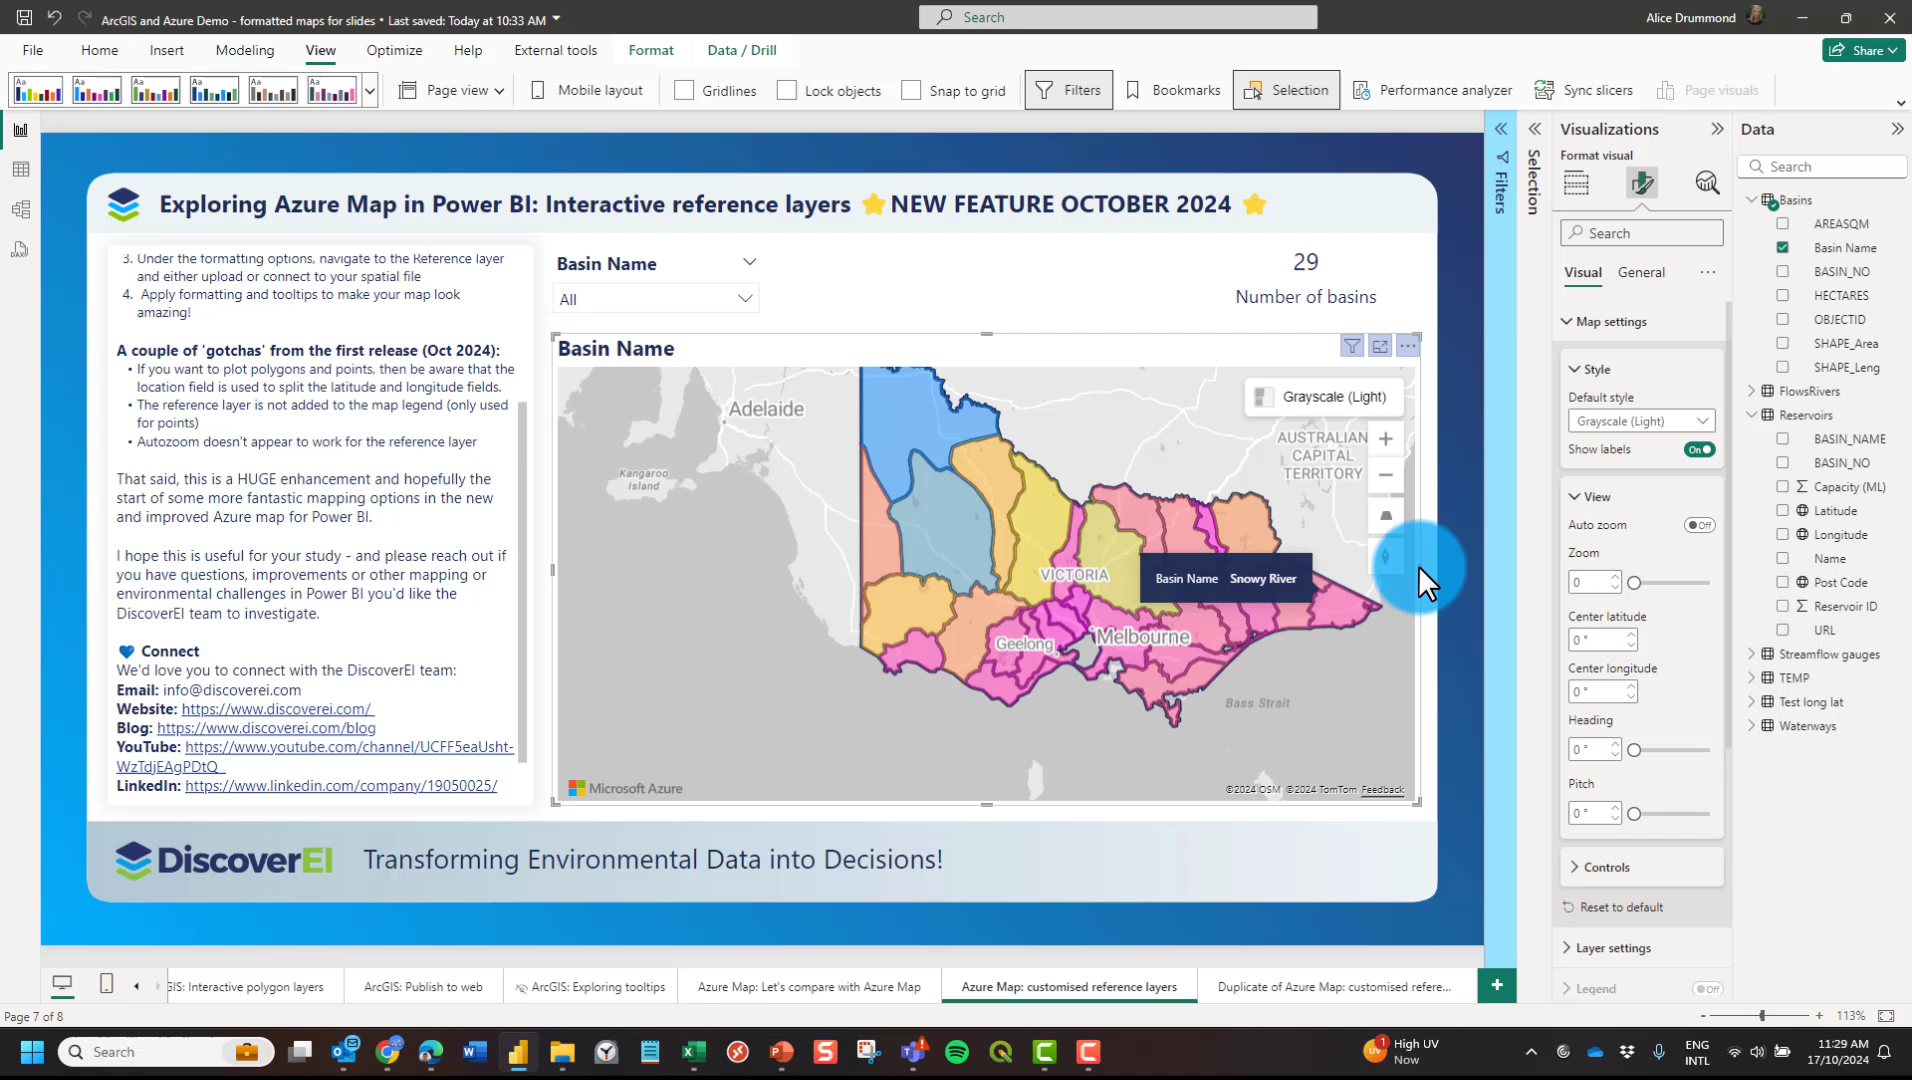 ArcGIS and Azure Demo - formatted maps for slides • Last saved: Today at 10:33 AM
Search
Alice Drummond
File Home Insert Modeling View Optimize Help External tools Format Data / Drill
Share
Aa Aa Aa Aa Aa Aa
Page view
Mobile layout
Gridlines
Lock objects
Snap to grid
Filters
Bookmarks
Selection
Performance analyzer
Sync slicers
Page visuals
Exploring Azure Map in Power BI: Interactive reference layers ⭐NEW FEATURE OCTOBER 2024 ⭐
3. Under the formatting options, navigate to the Reference layer
and either upload or connect to your spatial file
4. Apply formatting and tooltips to make your map look
amazing!
A couple of 'gotchas' from the first release (Oct 2024):
• If you want to plot polygons and points, then be aware that the
location field is used to split the latitude and longitude fields.
• The reference layer is not added to the map legend (only used
for points)
• Autozoom doesn't appear to work for the reference layer
That said, this is a HUGE enhancement and hopefully the
start of some more fantastic mapping options in the new
and improved Azure map for Power BI.
I hope this is useful for your study - and please reach out if
you have questions, improvements or other mapping or
environmental challenges in Power BI you'd like the
DiscoverEI team to investigate.
💙 Connect
We'd love you to connect with the DiscoverEI team:
Email: info@discoverei.com
Website: https://www.discoverei.com/
Blog: https://www.discoverei.com/blog
YouTube: https://www.youtube.com/channel/UCFF5eaUsht-
WzTdjEAgPDtQ
LinkedIn: https://www.linkedin.com/company/19050025/
Basin Name
All
29
Number of basins
Basin Name
Grayscale (Light)
Adelaide
Kangaroo
Island
AUSTRALIAN
CAPITAL
TERRITORY
VICTORIA
Basin Name Snowy River
Geelong
Melbourne
Bass Strait
Microsoft Azure
©2024 OSM ©2024 TomTom Feedback
DiscoverEI Transforming Environmental Data into Decisions!
Filters
Selection
Visualizations
Format visual
Search
Visual General
Map settings
Style
Default style
Grayscale (Light)
Show labels On
View
Auto zoom Off
Zoom
0
Center latitude
0 °
Center longitude
0 °
Heading
0 °
Pitch
0 °
Controls
Reset to default
Layer settings
Legend Off
Data
Search
Basins
AREASQM
Basin Name
BASIN_NO
HECTARES
OBJECTID
SHAPE_Area
SHAPE_Leng
FlowsRivers
Reservoirs
BASIN_NAME
BASIN_NO
Capacity (ML)
Latitude
Longitude
Name
Post Code
Reservoir ID
URL
Streamflow gauges
TEMP
Test long lat
Waterways
GIS: Interactive polygon layers
ArcGIS: Publish to web
ArcGIS: Exploring tooltips
Azure Map: Let's compare with Azure Map
Azure Map: customised reference layers
Duplicate of Azure Map: customised refere...
Page 7 of 8
113%
Search
High UV
Now
ENG
INTL
11:29 AM
17/10/2024